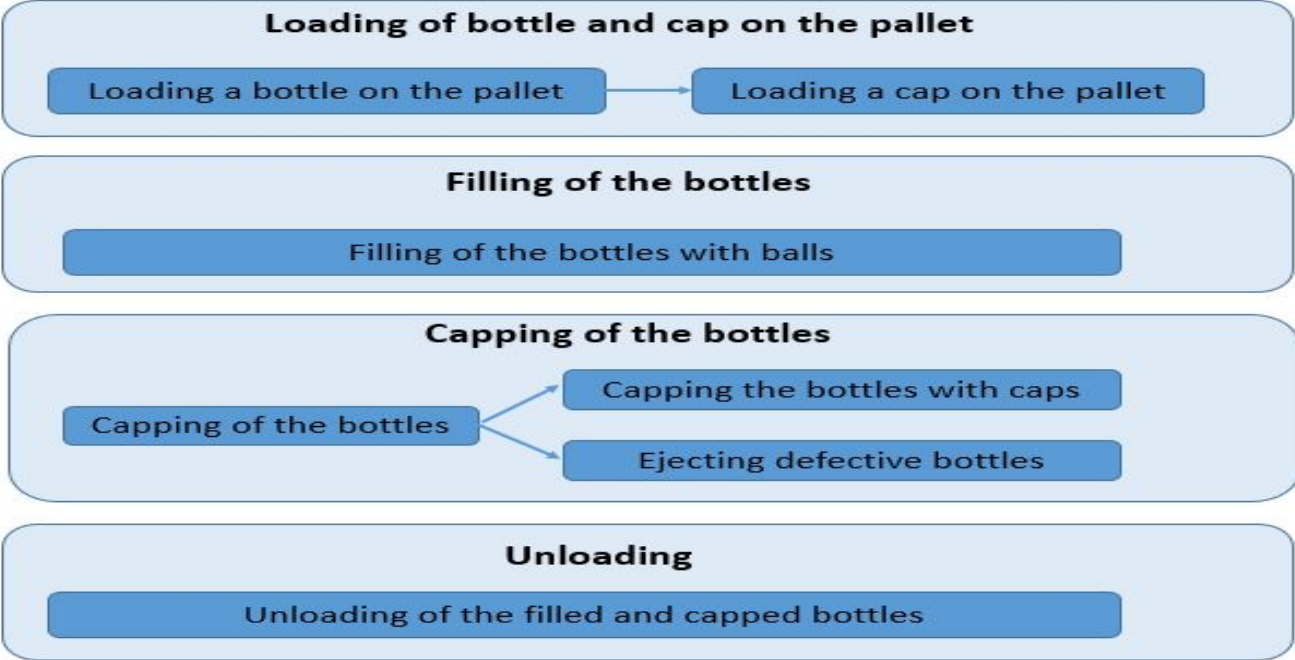 Loading of bottle and cap on the pallet
Loading a bottle on the pallet
Loading a cap on the pallet
Filling of the bottles
Filling of the bottles with balls
Capping of the bottles
Capping of the bottles
Capping the bottles with caps
Ejecting defective bottles
Unloading
Unloading of the filled and capped bottles